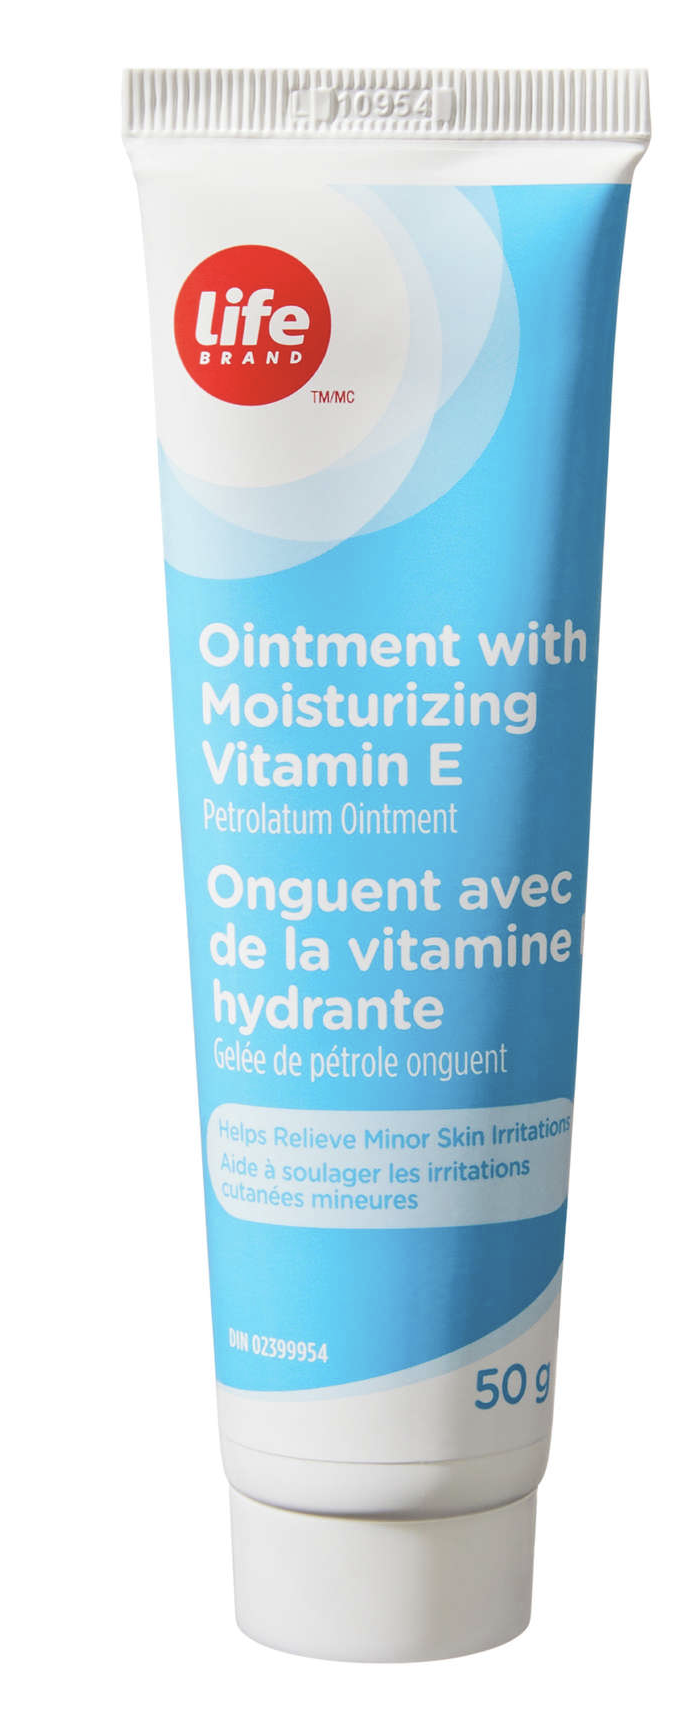 10954
Life
BRAND
TM/MC
Ointment with
Moisturizing
Vitamin E
Petrolatum Ointment
Onguent avec
de la vitamine
hydrante
Gelée de pétrole onguent
Helps Relieve Minor Skin Irritations
Aide à soulager les irritations
cutanées mineures
DIN 02399954
50 g